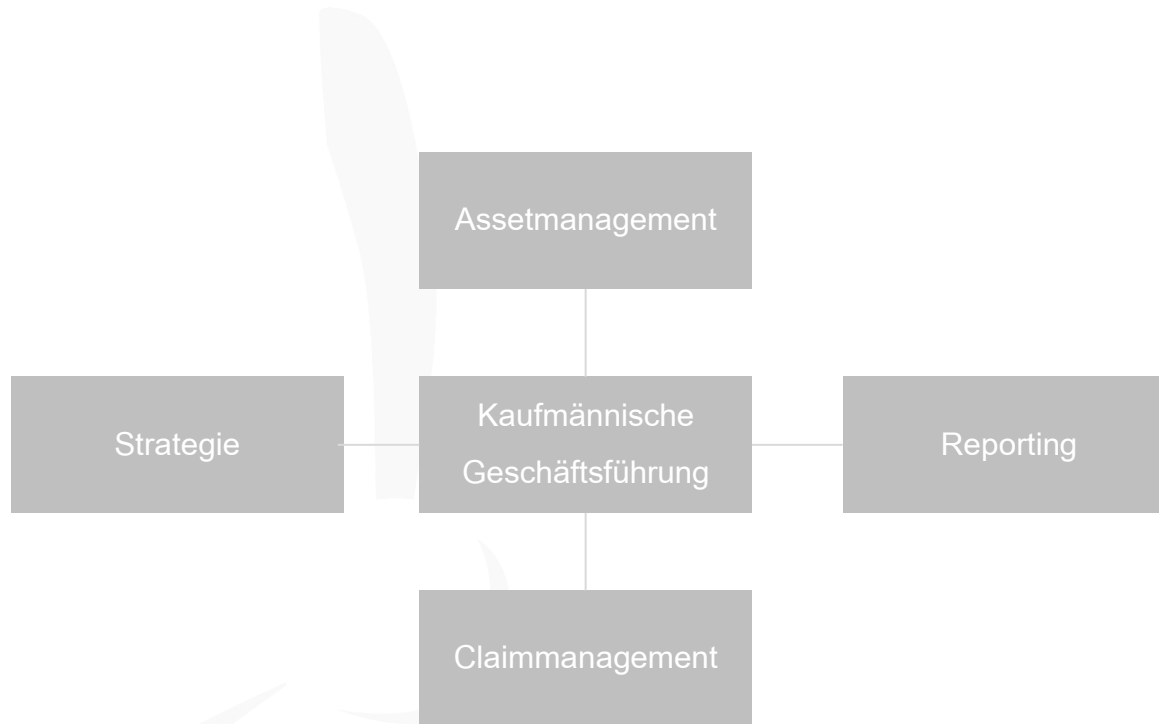 Assetmanagement
Strategie
Kaufmännische
Geschäftsführung
Reporting
Claimmanagement